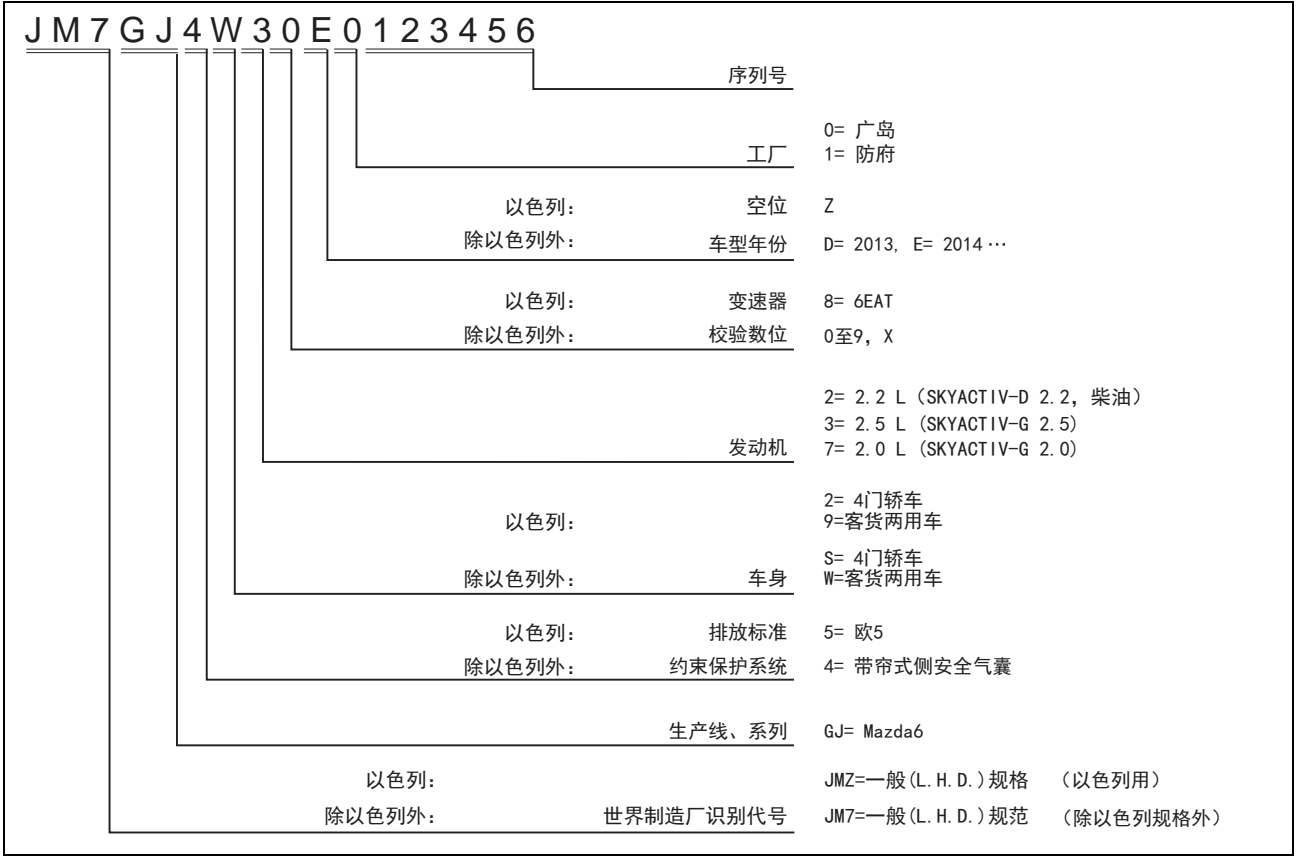 JM7GJ4W30E0123456
序列号
0= 广岛
工厂 1= 防府
以色列： 空位 Z
除以色列外： 车型年份 D= 2013, E= 2014…
以色列： 变速器 8= 6EAT
除以色列外： 校验数位 0至9, X
2= 2.2 L（SKYACTIV-D 2.2, 柴油）
3= 2.5 L (SKYACTIV-G 2.5)
发动机 7= 2.0 L (SKYACTIV-G 2.0)
2= 4门轿车
以色列： 9=客货两用车
S= 4门轿车
除以色列外： 车身 W=客货两用车
以色列： 排放标准 5= 欧5
除以色列外： 约束保护系统 4= 带帘式侧安全气囊
生产线、系列 GJ= Mazda6
以色列： JMZ=一般(L.H.D.)规格 （以色列用）
除以色列外： 世界制造厂识别代号 JM7=一般(L.H.D.)规范 （除以色列规格外）